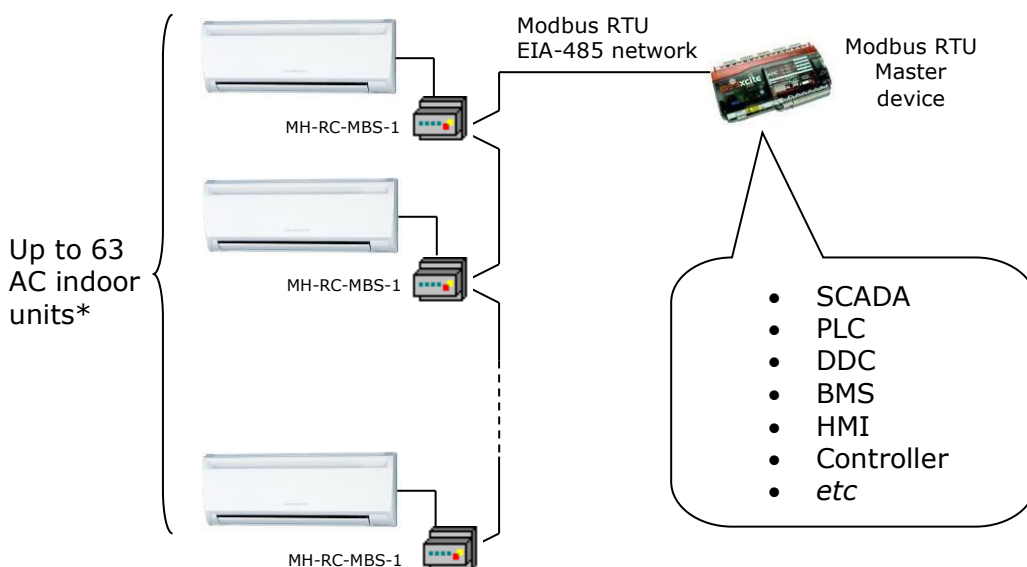 Modbus RTU
EIA-485 network
Modbus RTU
Master
device
MH-RC-MBS-1
Up to 63
AC indoor
units*
MH-RC-MBS-1
• SCADA
• PLC
• DDC
• BMS
• HMI
• Controller
• etc
MH-RC-MBS-1